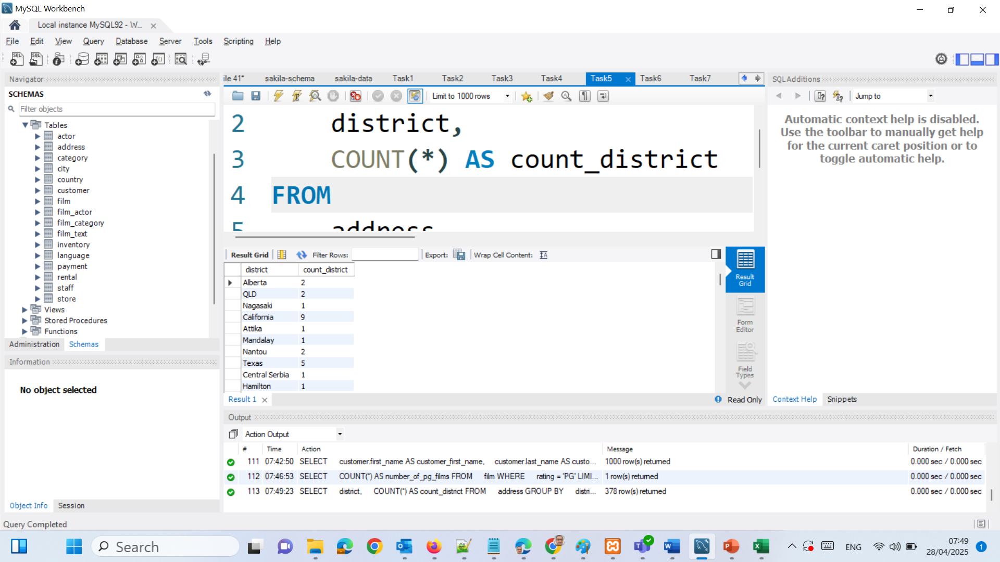 MySQL Workbench
Local instance MySQL92 - W...
File Edit View Query Database Server Tools Scripting Help
Navigator
SCHEMAS
Filter objects
Tables
actor
address
category
city
country
customer
film
film_actor
film_category
film_text
inventory
language
payment
rental
staff
store
Views
Stored Procedures
Functions
Administration Schemas
Information
No object selected
Object Info Session
ile 41* sakila-schema sakila-data Task1 Task2 Task3 Task4 Task5 Task6 Task7
Limit to 1000 rows
2 district,
3 COUNT(*) AS count_district
4 FROM
5 address
Result Grid Filter Rows: Export: Wrap Cell Content:
district count_district
Alberta 2
QLD 2
Nagasaki 1
California 9
Attika 1
Mandalay 1
Nantou 2
Texas 5
Central Serbia 1
Hamilton 1
Result Grid
Form Editor
Field Types
Result 1
Read Only
SQLAdditions
Jump to
Automatic context help is disabled.
Use the toolbar to manually get help
for the current caret position or to
toggle automatic help.
Context Help Snippets
Output
Action Output
# Time Action Message Duration / Fetch
111 07:42:50 SELECT customer.first_name AS customer_first_name, customer.last_name AS custo... 1000 row(s) returned 0.000 sec / 0.000 sec
112 07:46:53 SELECT COUNT(*) AS number_of_pg_films FROM film WHERE rating = 'PG' LIMI... 1 row(s) returned 0.000 sec / 0.000 sec
113 07:49:23 SELECT district, COUNT(*) AS count_district FROM address GROUP BY distri... 378 row(s) returned 0.000 sec / 0.000 sec
Query Completed
Search
ENG
07:49
28/04/2025
1